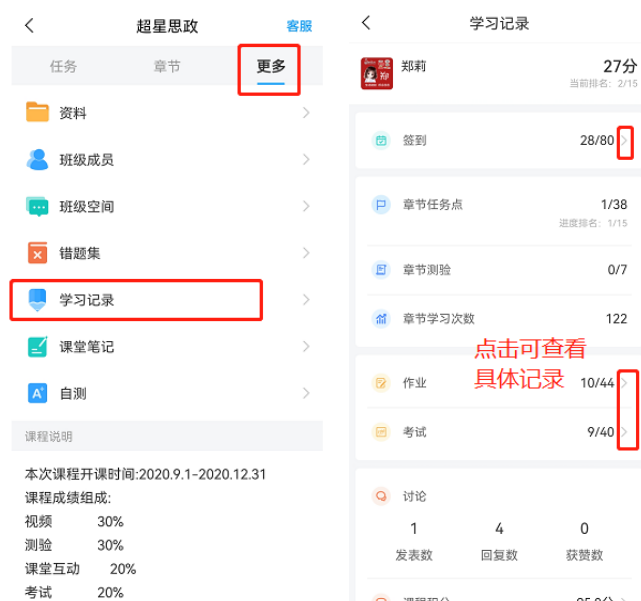 超星思政
客服
任务
章节
更多
资料
班级成员
班级空间
错题集
学习记录
课堂笔记
自测
课程说明
本次课程开课时间:2020.9.1-2020.12.31
课程成绩组成:
视频 30%
测验 30%
课堂互动 20%
考试 20%
学习记录
郑莉
27分
当前排名: 2/15
签到 28/80
章节任务点 1/38
进度排名: 1/15
章节测验 0/7
章节学习次数 122
点击可查看
具体记录
作业 10/44
考试 9/40
讨论
1 4 0
发表数 回复数 获赞数